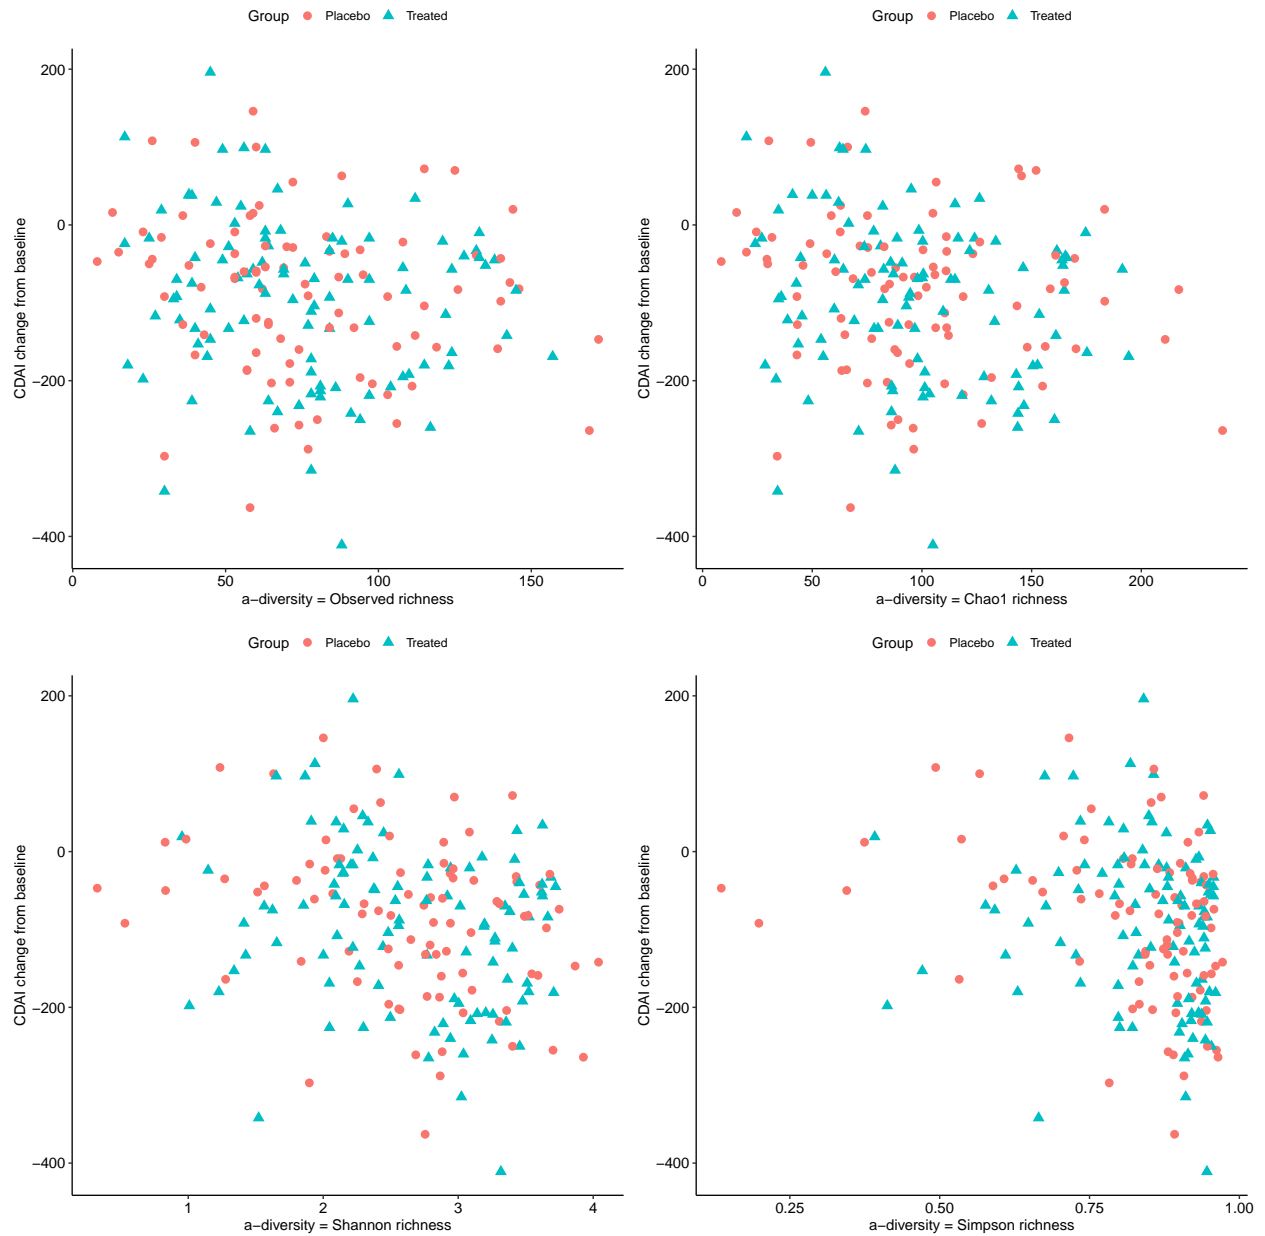 Group Placebo Treated
200
0
−200
−400
CDAI change from baseline
0 50 100 150
a−diversity = Observed richness
Group Placebo Treated
200
0
−200
−400
CDAI change from baseline
0 50 100 150 200
a−diversity = Chao1 richness
Group Placebo Treated
200
0
−200
−400
CDAI change from baseline
1 2 3 4
a−diversity = Shannon richness
Group Placebo Treated
200
0
−200
−400
CDAI change from baseline
0.25 0.50 0.75 1.00
a−diversity = Simpson richness